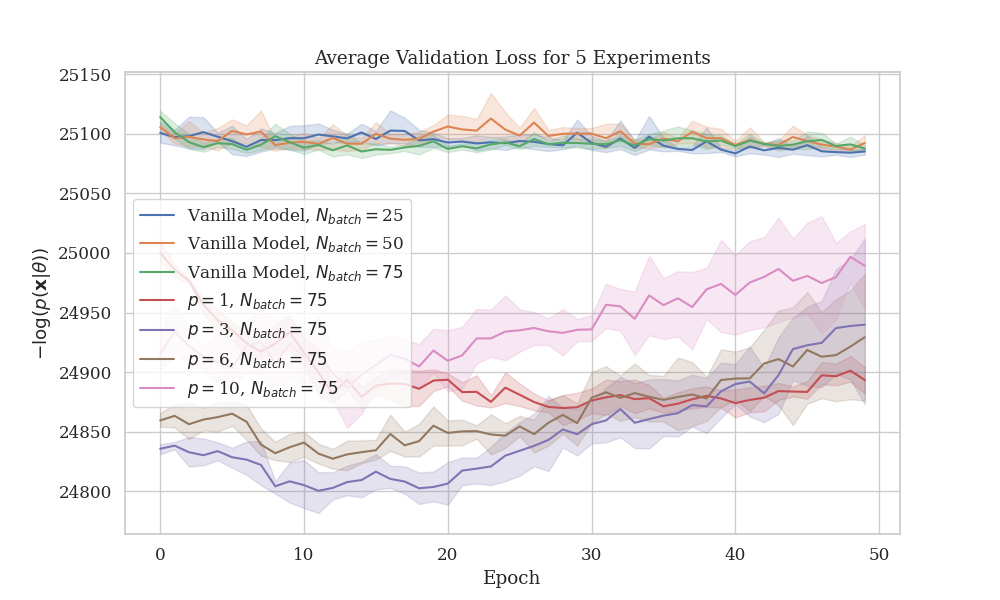 Average Validation Loss for 5 Experiments
25150
25100
25050
25000
24950
24900
24850
24800
−log(p(x|θ))
Vanilla Model, N_batch = 25
Vanilla Model, N_batch = 50
Vanilla Model, N_batch = 75
p = 1, N_batch = 75
p = 3, N_batch = 75
p = 6, N_batch = 75
p = 10, N_batch = 75
0 10 20 30 40 50
Epoch